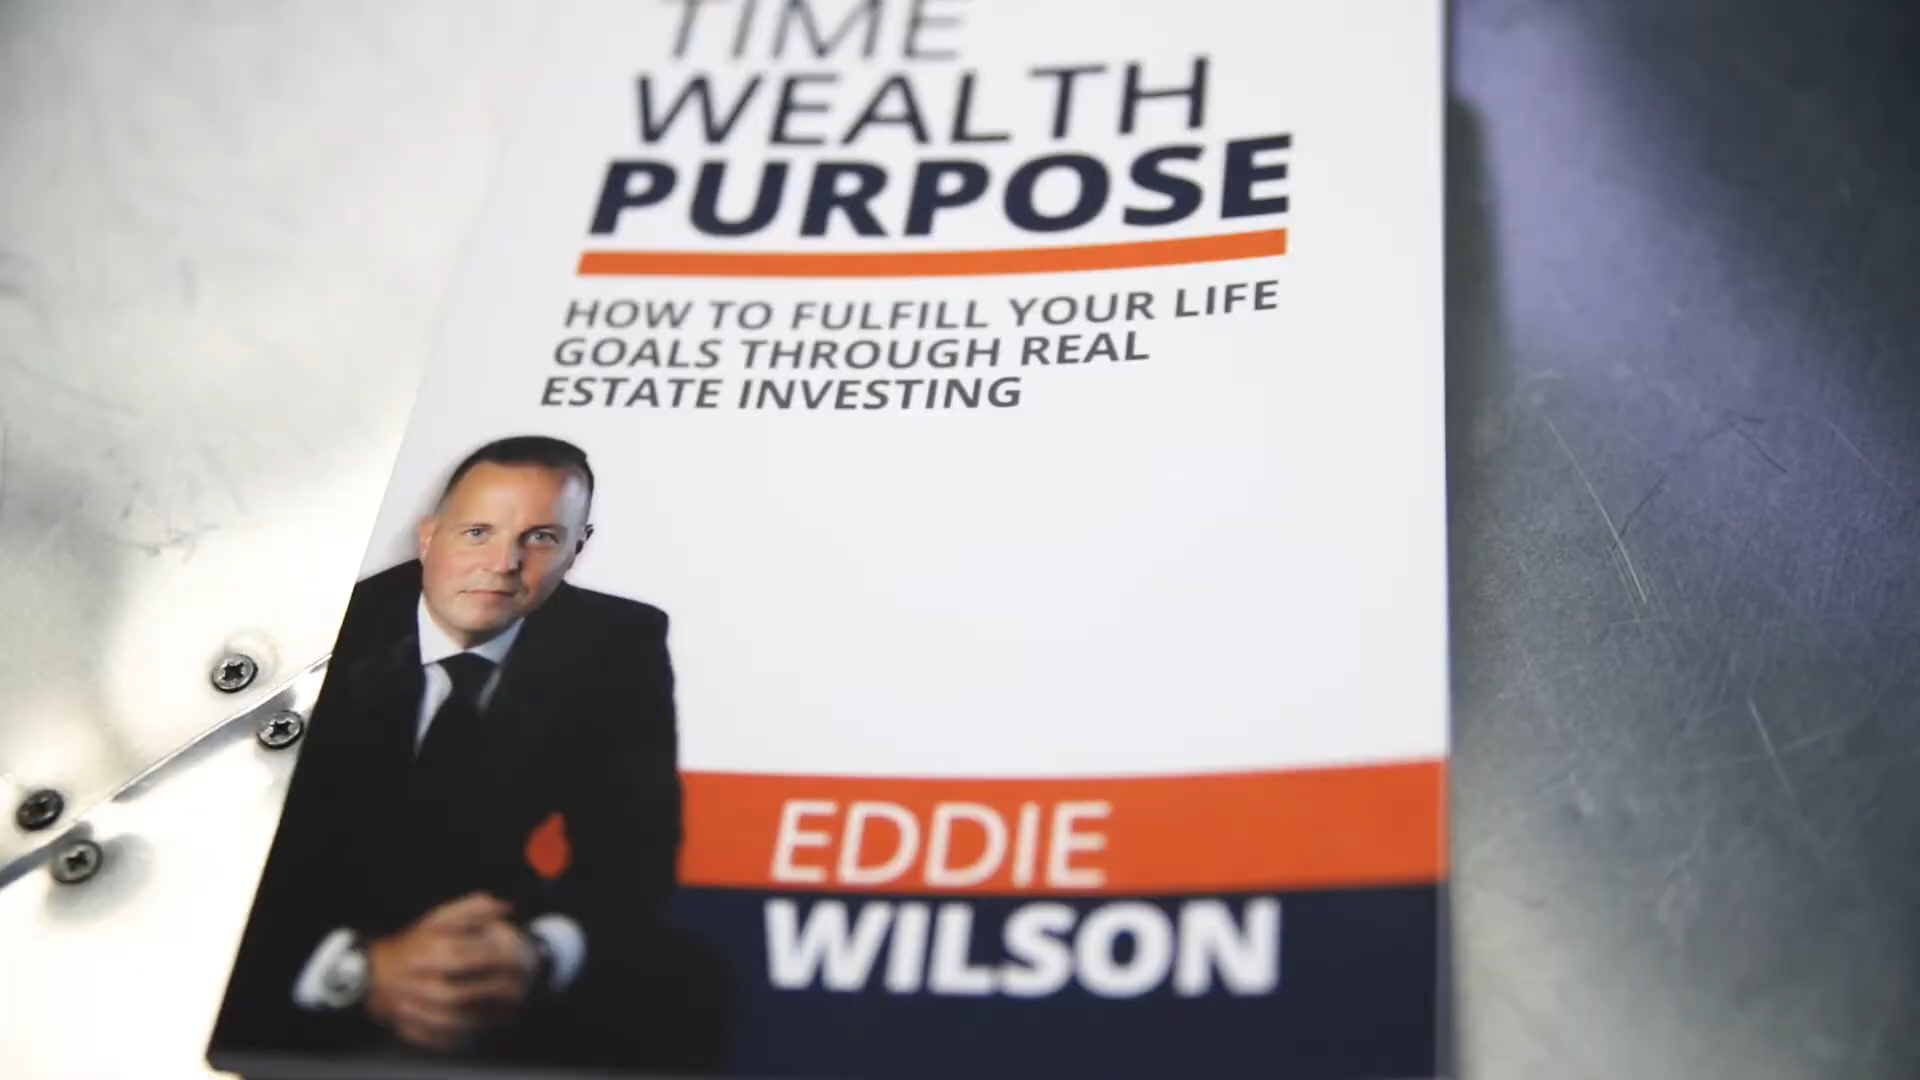 TIME
WEALTH
PURPOSE
HOW TO FULFILL YOUR LIFE
GOALS THROUGH REAL
ESTATE INVESTING
EDDIE
WILSON